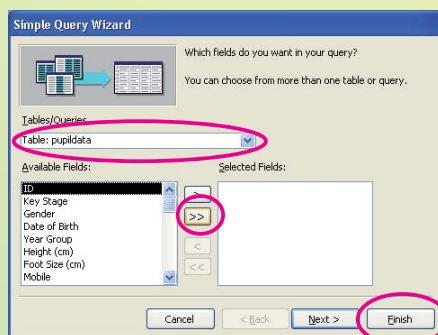 Simple Query Wizard
Which fields do you want in your query?
You can choose from more than one table or query.
Tables/Queries
Table: pupildata
Available Fields:
Selected Fields:
ID
Key Stage
Gender
Date of Birth
Year Group
Height (cm)
Foot Size (cm)
Mobile
>
>>
<
<<
Cancel
< Back
Next >
Finish